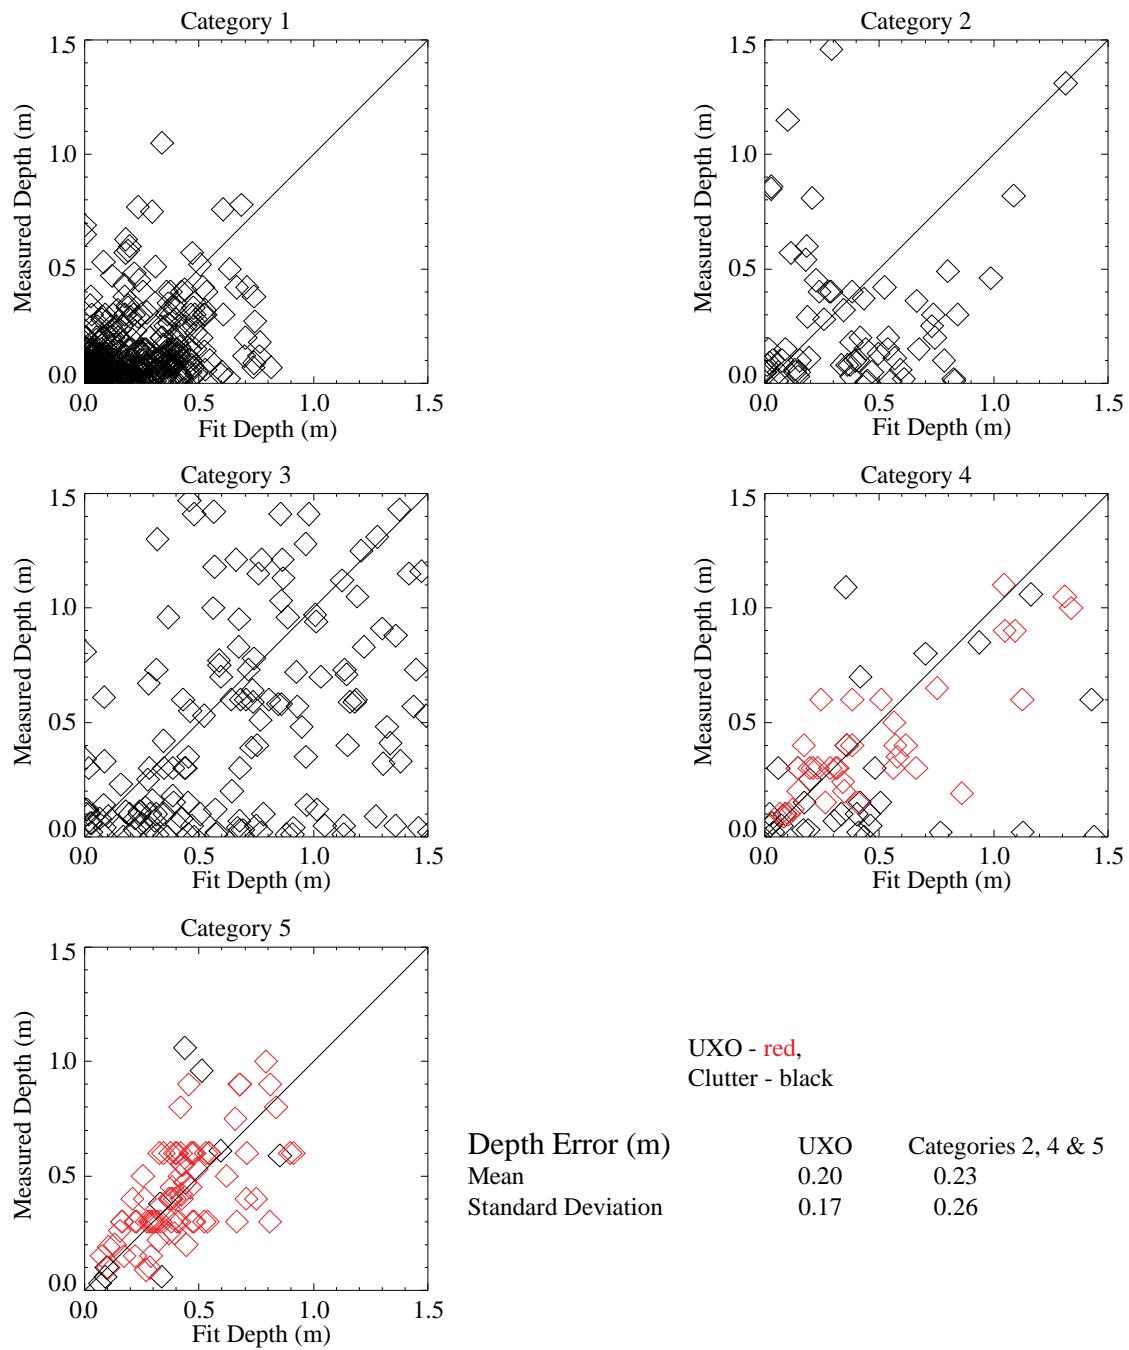 Category 1
1.5
1.0
0.5
0.0
Measured Depth (m)
0.0 0.5 1.0 1.5
Fit Depth (m)
Category 2
1.5
1.0
0.5
0.0
Measured Depth (m)
0.0 0.5 1.0 1.5
Fit Depth (m)
Category 3
1.5
1.0
0.5
0.0
Measured Depth (m)
0.0 0.5 1.0 1.5
Fit Depth (m)
Category 4
1.5
1.0
0.5
0.0
Measured Depth (m)
0.0 0.5 1.0 1.5
Fit Depth (m)
Category 5
1.5
1.0
0.5
0.0
Measured Depth (m)
0.0 0.5 1.0 1.5
Fit Depth (m)
UXO - red,
Clutter - black
Depth Error (m) UXO Categories 2, 4 & 5
Mean 0.20 0.23
Standard Deviation 0.17 0.26